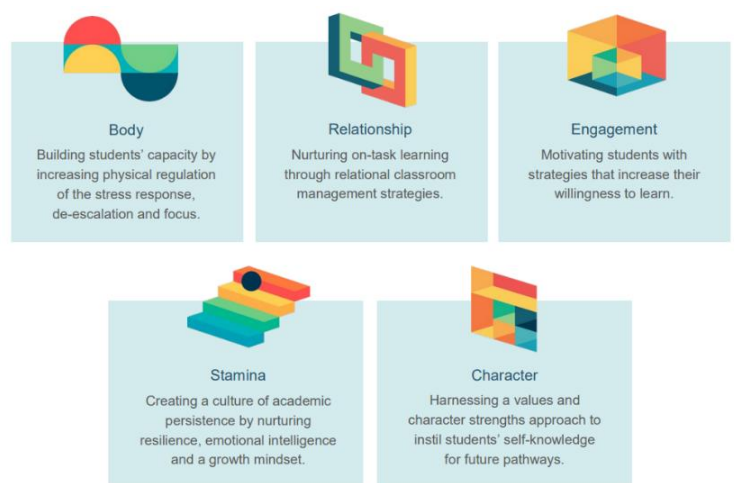 Body
Building students' capacity by
increasing physical regulation
of the stress response,
de-escalation and focus.
Relationship
Nurturing on-task learning
through relational classroom
management strategies.
Engagement
Motivating students with
strategies that increase their
willingness to learn.
Stamina
Creating a culture of academic
persistence by nurturing
resilience, emotional intelligence
and a growth mindset.
Character
Harnessing a values and
character strengths approach to
instil students' self-knowledge
for future pathways.